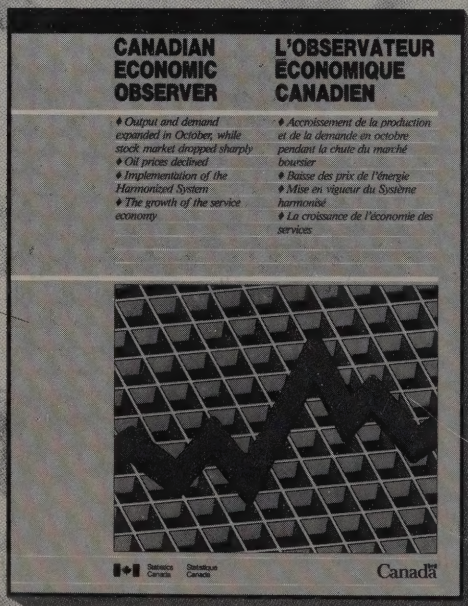 CANADIAN
ECONOMIC
OBSERVER
♦ Output and demand
expanded in October, while
stock market dropped sharply
♦ Oil prices declined
♦ Implementation of the
Harmonized System
♦ The growth of the service
economy
L'OBSERVATEUR
ÉCONOMIQUE
CANADIEN
♦ Accroissement de la production
et de la demande en octobre
pendant la chute du marché
boursier
♦ Baisse des prix de l'énergie
♦ Mise en vigueur du Système
harmonisé
♦ La croissance de l'économie des
services
Statistics
Canada
Statistique
Canada
Canada